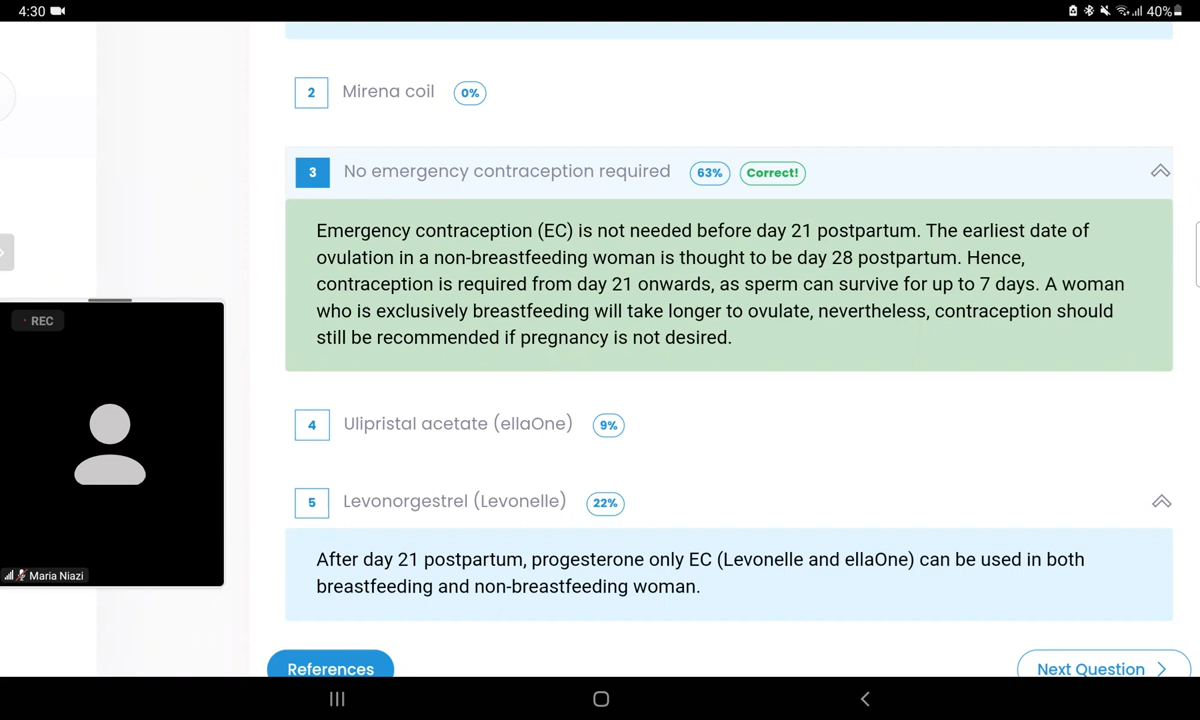 4:30
40%
2 Mirena coil 0%
3 No emergency contraception required 63% Correct!
Emergency contraception (EC) is not needed before day 21 postpartum. The earliest date of
ovulation in a non-breastfeeding woman is thought to be day 28 postpartum. Hence,
contraception is required from day 21 onwards, as sperm can survive for up to 7 days. A woman
who is exclusively breastfeeding will take longer to ovulate, nevertheless, contraception should
still be recommended if pregnancy is not desired.
REC
4 Ulipristal acetate (ellaOne) 9%
5 Levonorgestrel (Levonelle) 22%
After day 21 postpartum, progesterone only EC (Levonelle and ellaOne) can be used in both
breastfeeding and non-breastfeeding woman.
Maria Niazi
References
Next Question